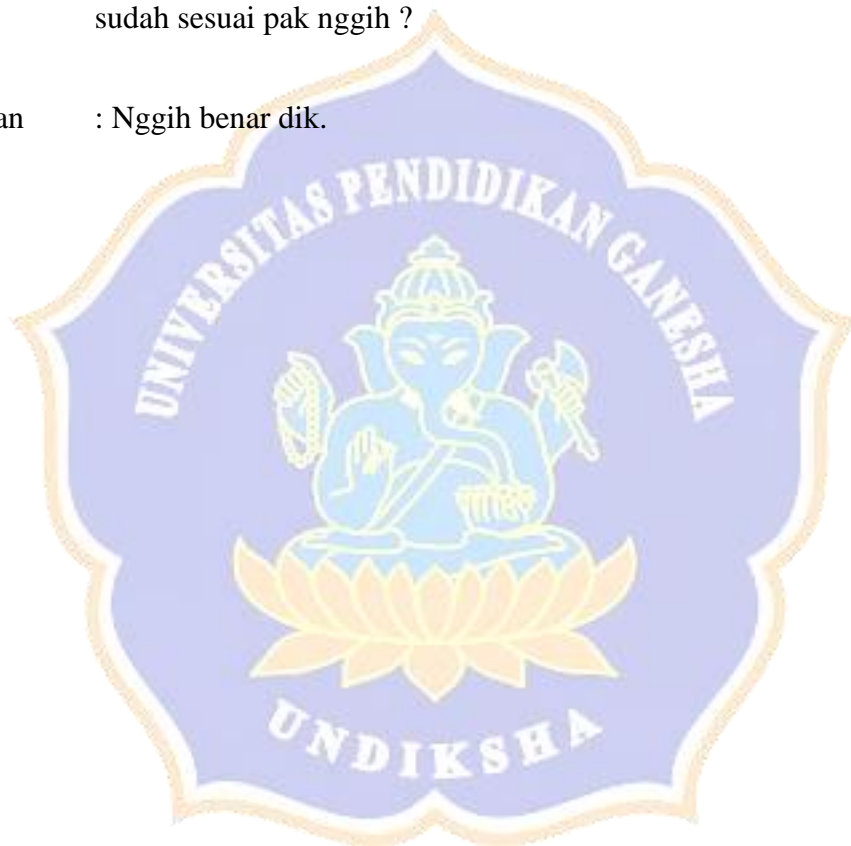 sudah sesuai pak nggih ?
an : Nggih benar dik.
UNIVERSITAS PENDIDIKAN GANESHA
UNDIKSHA